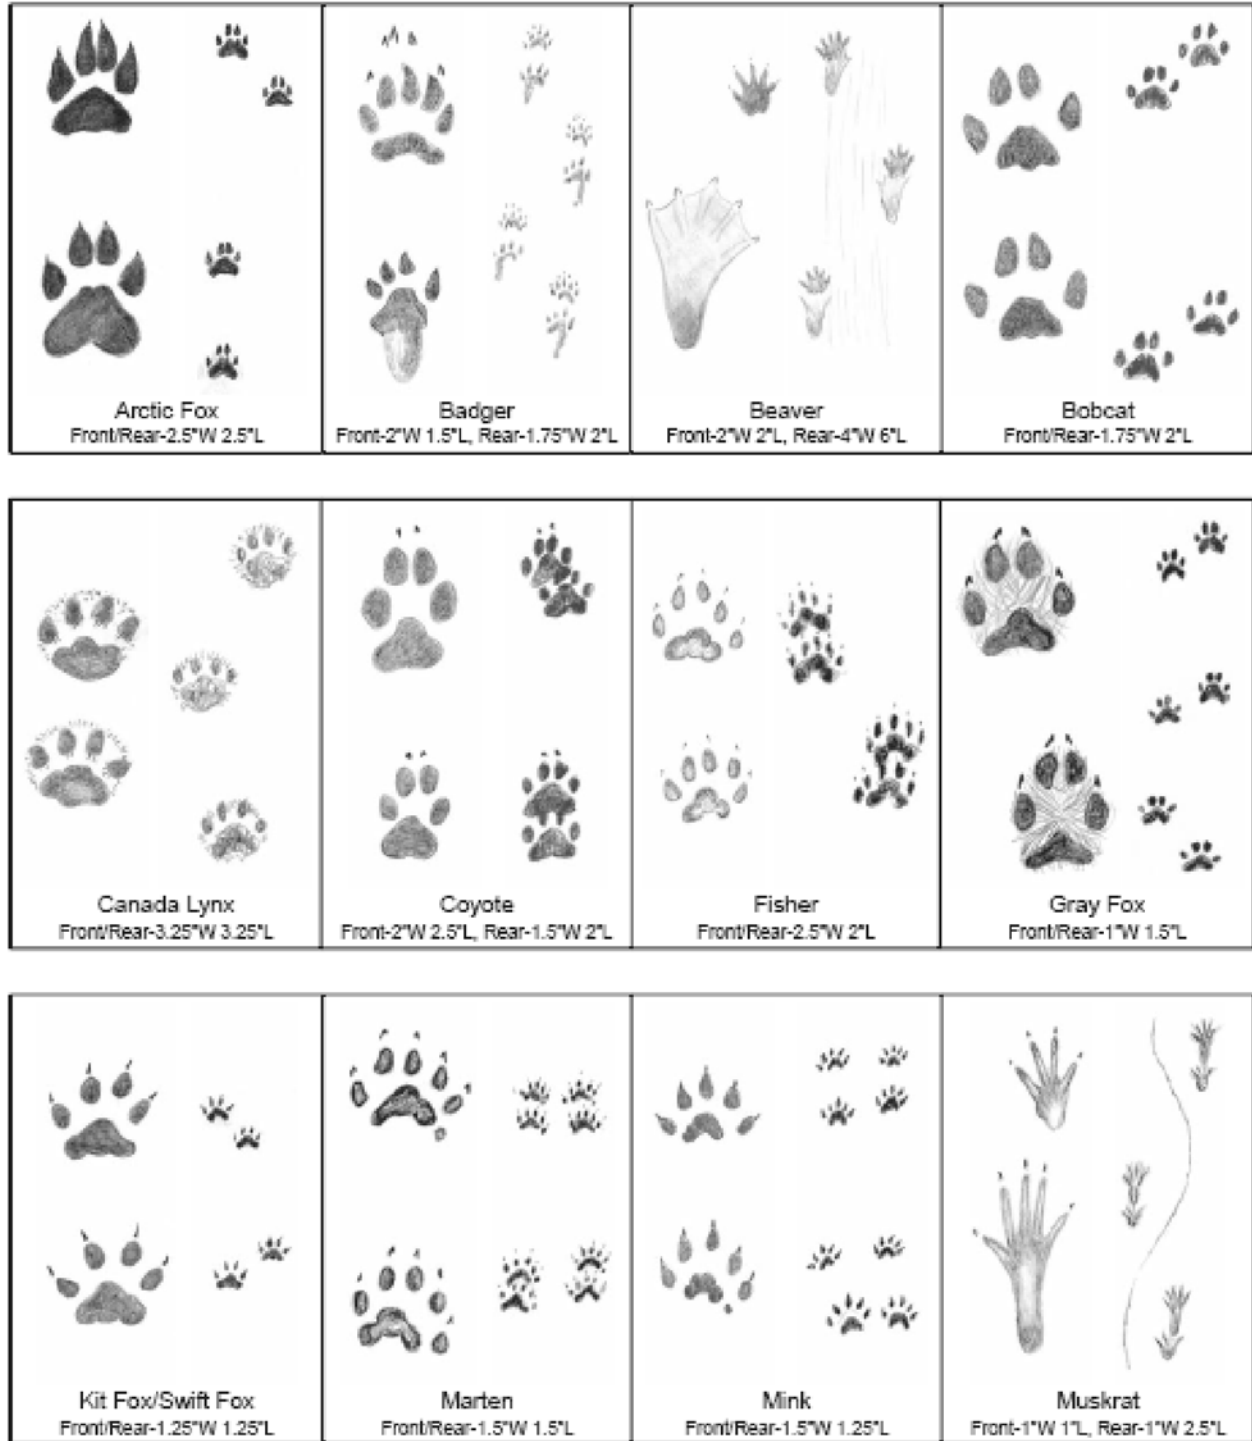 Arctic Fox
Front/Rear-2.5"W 2.5"L
Badger
Front-2"W 1.5"L, Rear-1.75"W 2"L
Beaver
Front-2"W 2"L, Rear-4"W 6"L
Bobcat
Front/Rear-1.75"W 2"L
Canada Lynx
Front/Rear-3.25"W 3.25"L
Coyote
Front-2"W 2.5"L, Rear-1.5"W 2"L
Fisher
Front/Rear-2.5"W 2"L
Gray Fox
Front/Rear-1"W 1.5"L
Kit Fox/Swift Fox
Front/Rear-1.25"W 1.25"L
Marten
Front/Rear-1.5"W 1.5"L
Mink
Front/Rear-1.5"W 1.25"L
Muskrat
Front-1"W 1"L, Rear-1"W 2.5"L